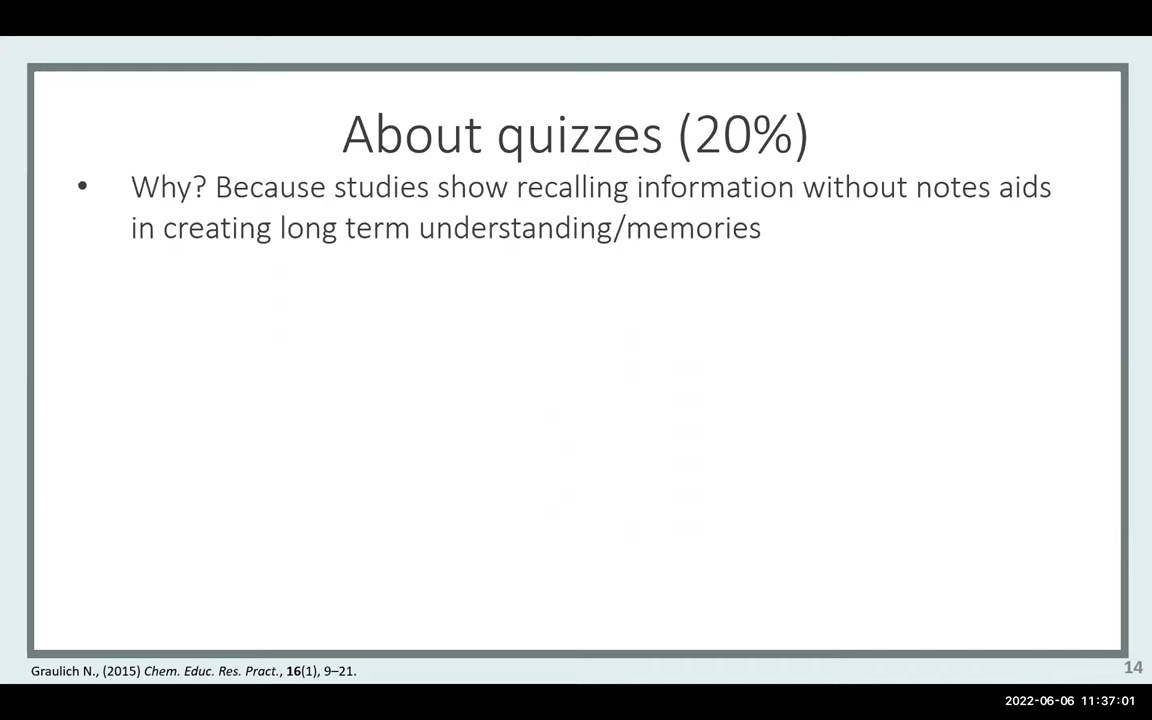 About quizzes (20%)
• Why? Because studies show recalling information without notes aids
in creating long term understanding/memories
Graulich N., (2015) Chem. Educ. Res. Pract., 16(1), 9–21.
14
2022-06-06 11:37:01